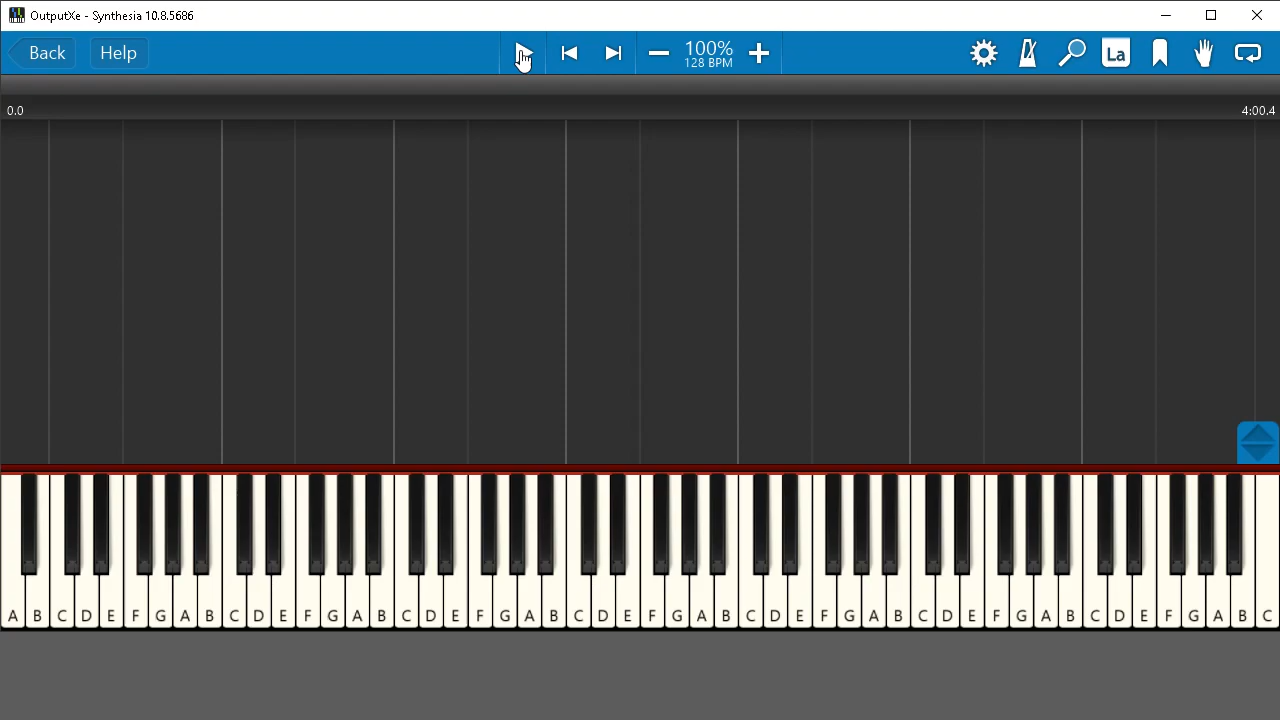 OutputXe - Synthesia 10.8.5686
Back Help 100% La
128 BPM
0.0 4:00.4
A B C D E F G A B C D E F G A B C D E F G A B C D E F G A B C D E F G A B C D E F G A B C D E F G A B C